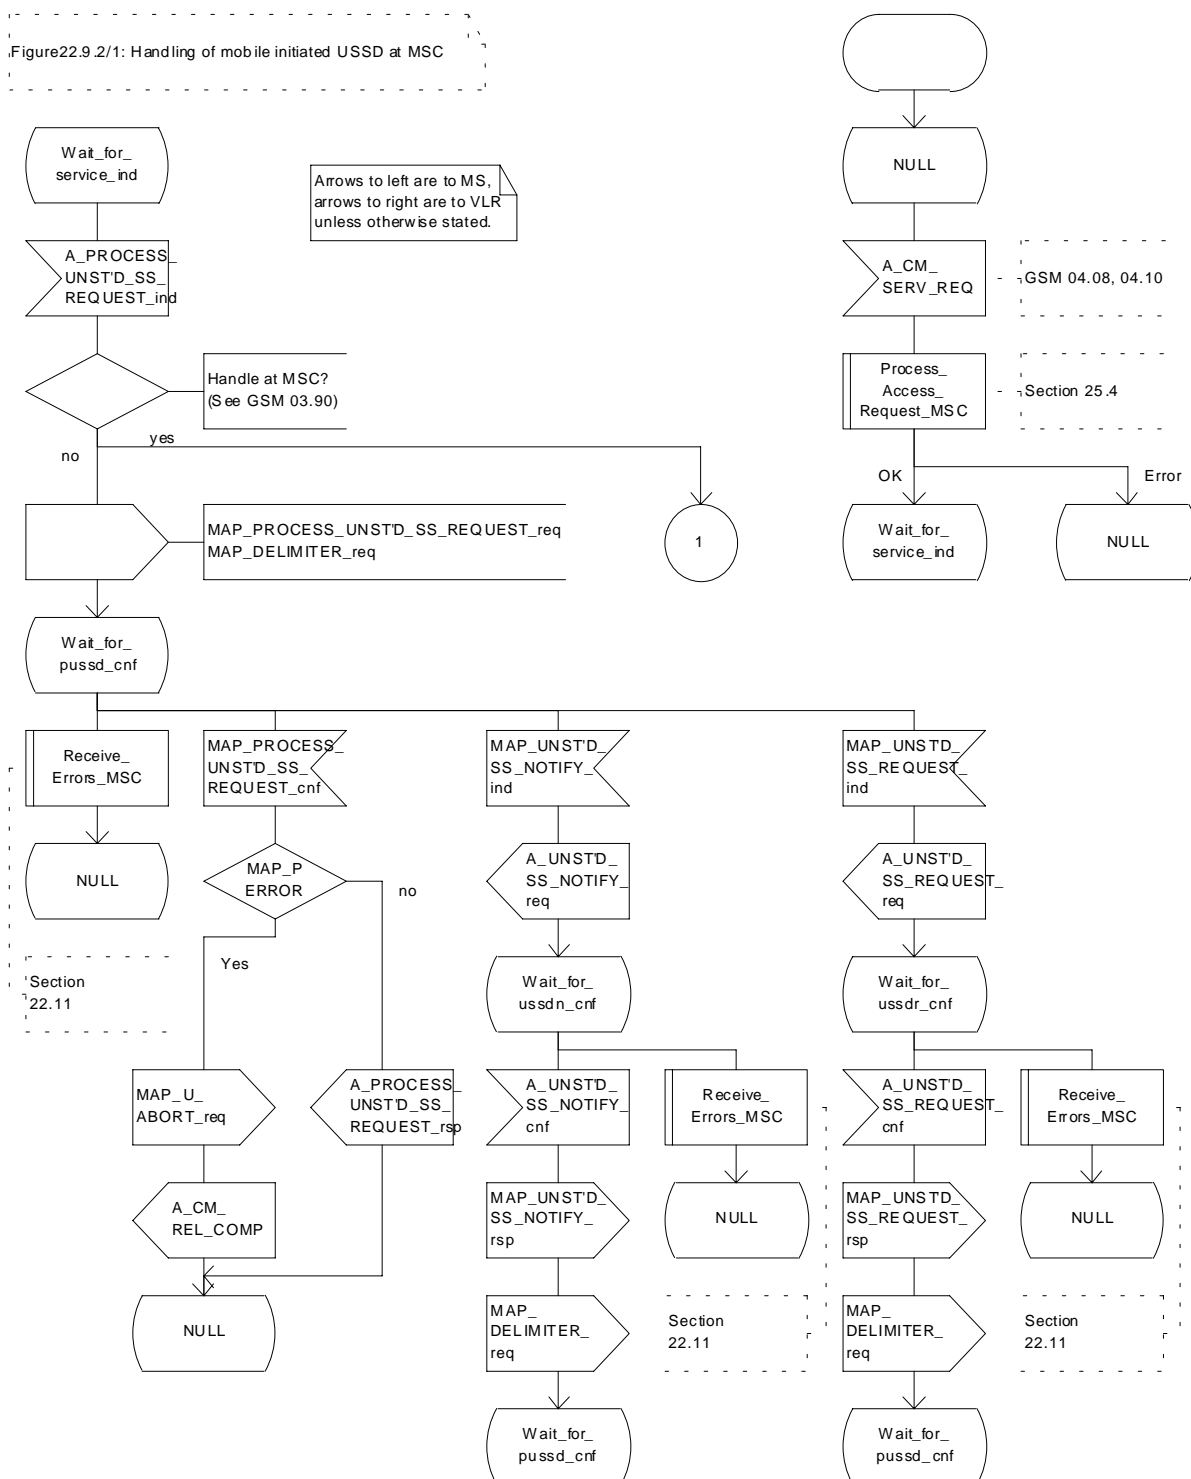 Figure22.9.2/1: Handling of mobile initiated USSD at MSC
Wait_for_
service_ind
Arrows to left are to MS,
arrows to right are to VLR
unless otherwise stated.
NULL
A_PROCESS_
UNST'D_SS_
REQUEST_ind
A_CM_
SERV_REQ
GSM 04.08, 04.10
Handle at MSC?
(See GSM 03.90)
Process_
Access_
Request_MSC
Section 25.4
yes
no
OK
Error
MAP_PROCESS_UNST'D_SS_REQUEST_req
MAP_DELIMITER_req
1
Wait_for_
service_ind
NULL
Wait_for_
pussd_cnf
Receive_
Errors_MSC
MAP_PROCESS_
UNST'D_SS_
REQUEST_cnf
MAP_UNST'D_
SS_NOTIFY_
ind
MAP_UNST'D_
SS_REQUEST_
ind
NULL
MAP_P
ERROR
no
A_UNST'D_
SS_NOTIFY_
req
A_UNST'D_
SS_REQUEST_
req
Yes
Section
22.11
Wait_for_
ussdn_cnf
Wait_for_
ussdr_cnf
MAP_U_
ABORT_req
A_PROCESS_
UNST'D_SS_
REQUEST_rsp
A_UNST'D_
SS_NOTIFY_
cnf
Receive_
Errors_MSC
A_UNST'D_
SS_REQUEST_
cnf
Receive_
Errors_MSC
A_CM_
REL_COMP
MAP_UNST'D_
SS_NOTIFY_
rsp
NULL
MAP_UNST'D_
SS_REQUEST_
rsp
NULL
NULL
MAP_
DELIMITER_
req
Section
22.11
MAP_
DELIMITER_
req
Section
22.11
Wait_for_
pussd_cnf
Wait_for_
pussd_cnf